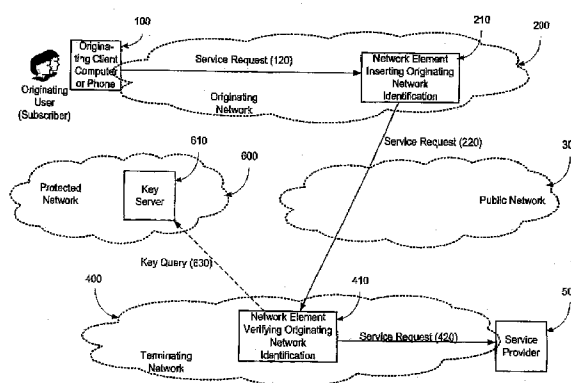 100
210
200
Origina-
ting Client
Computer
or Phone
Service Request (120)
Network Element
Inserting Originating
Network
Identification
Originating
User
(Subscriber)
Originating
Network
Service Request (220)
610
600
30
Protected
Network
Key
Server
Public Network
Key Query (630)
400
410
50
Network Element
Verifying Originating
Network
Identification
Service Request (420)
Service
Provider
Terminating
Network